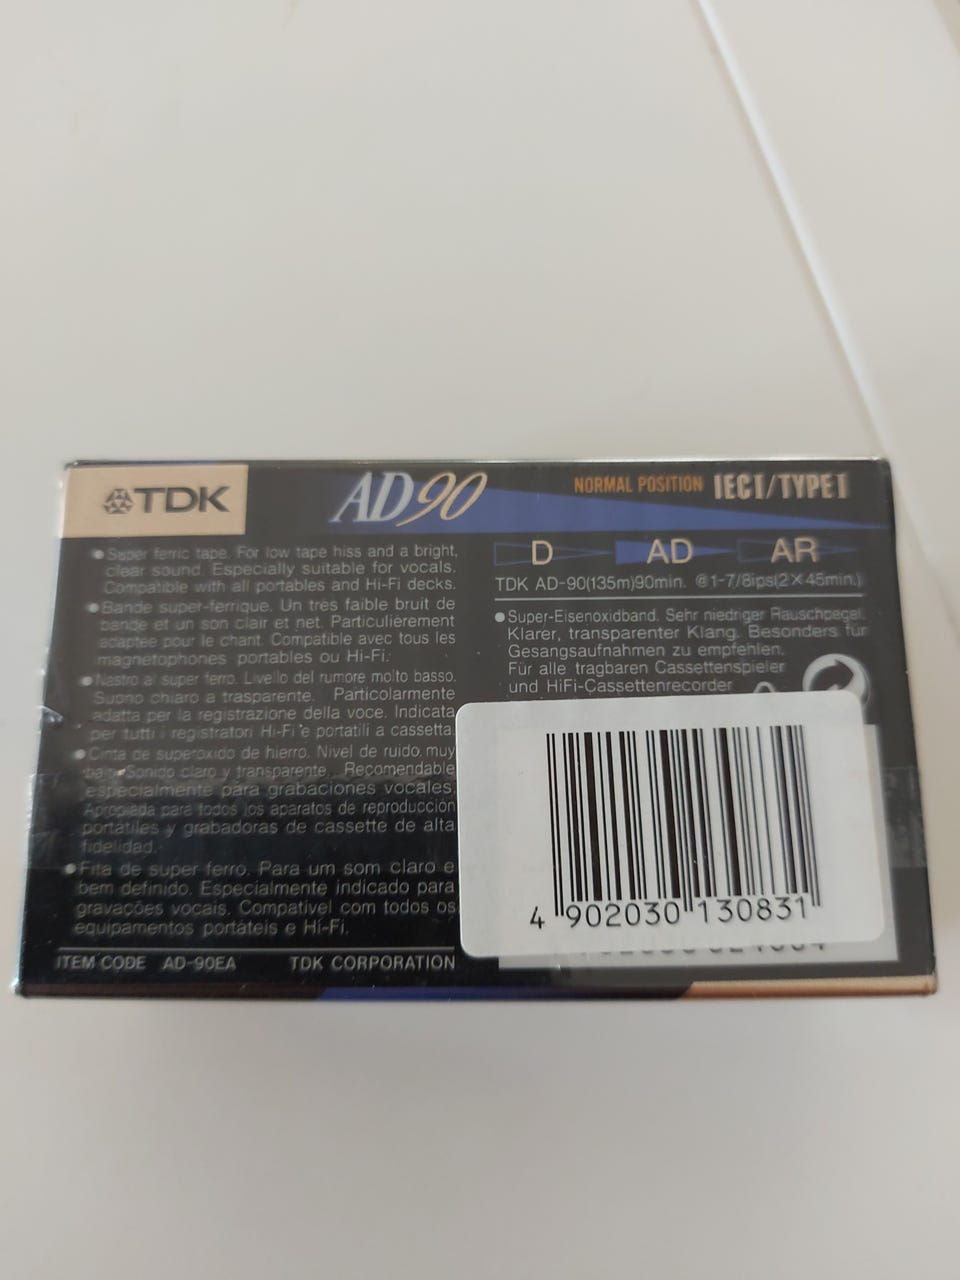 TDK
AD90
NORMAL POSITION IECI/TYPEI
Super ferric tape. For low tape hiss and a bright,
clear sound. Especially suitable for vocals.
Compatible with all portables and Hi-Fi decks.
Bande super-ferrique. Un très faible bruit de
bande et un son clair et net. Particulièrement
adaptée pour le chant. Compatible avec tous les
magnétophones portables ou Hi-Fi.
Nastro al super ferro. Livello del rumore molto basso.
Suono chiaro a trasparente. Particolarmente
adatta per la registrazione della voce. Indicata
per tutti i registratori Hi-Fi e portatili a cassetta.
Cinta de superoxido de hierro. Nivel de ruido muy
bajo. Sonido claro y transparente. Recomendable
especialmente para grabaciones vocales.
Apropiada para todos los aparatos de reproducción
portátiles y grabadoras de cassette de alta
fidelidad.
Fita de super ferro. Para um som claro e
bem definido. Especialmente indicado para
gravações vocais. Compatível com todos os
equipamentos portáteis e Hi-Fi.
ITEM CODE AD-90EA TDK CORPORATION
D AD AR
TDK AD-90(135m)90min. @1-7/8ips(2×45min.)
Super-Eisenoxidband. Sehr niedriger Rauschpegel.
Klarer, transparenter Klang. Besonders für
Gesangsaufnahmen zu empfehlen.
Für alle tragbaren Cassettenspieler
und HiFi-Cassettenrecorder
4 902030 130831